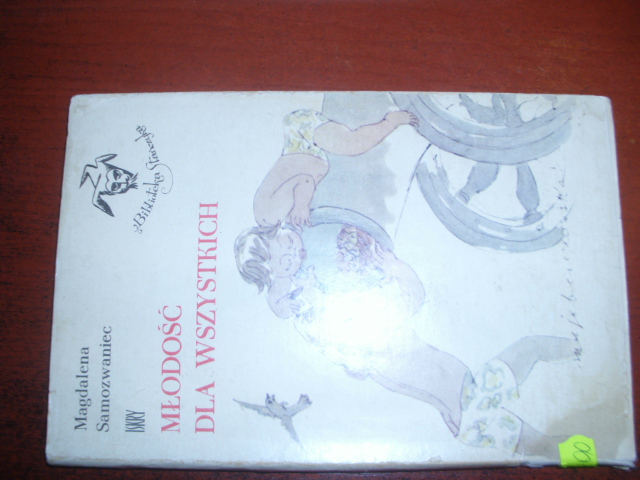 Biblioteka Stańczyka
Magdalena
Samozwaniec
ISKRY
MŁODOŚĆ
DLA WSZYSTKICH